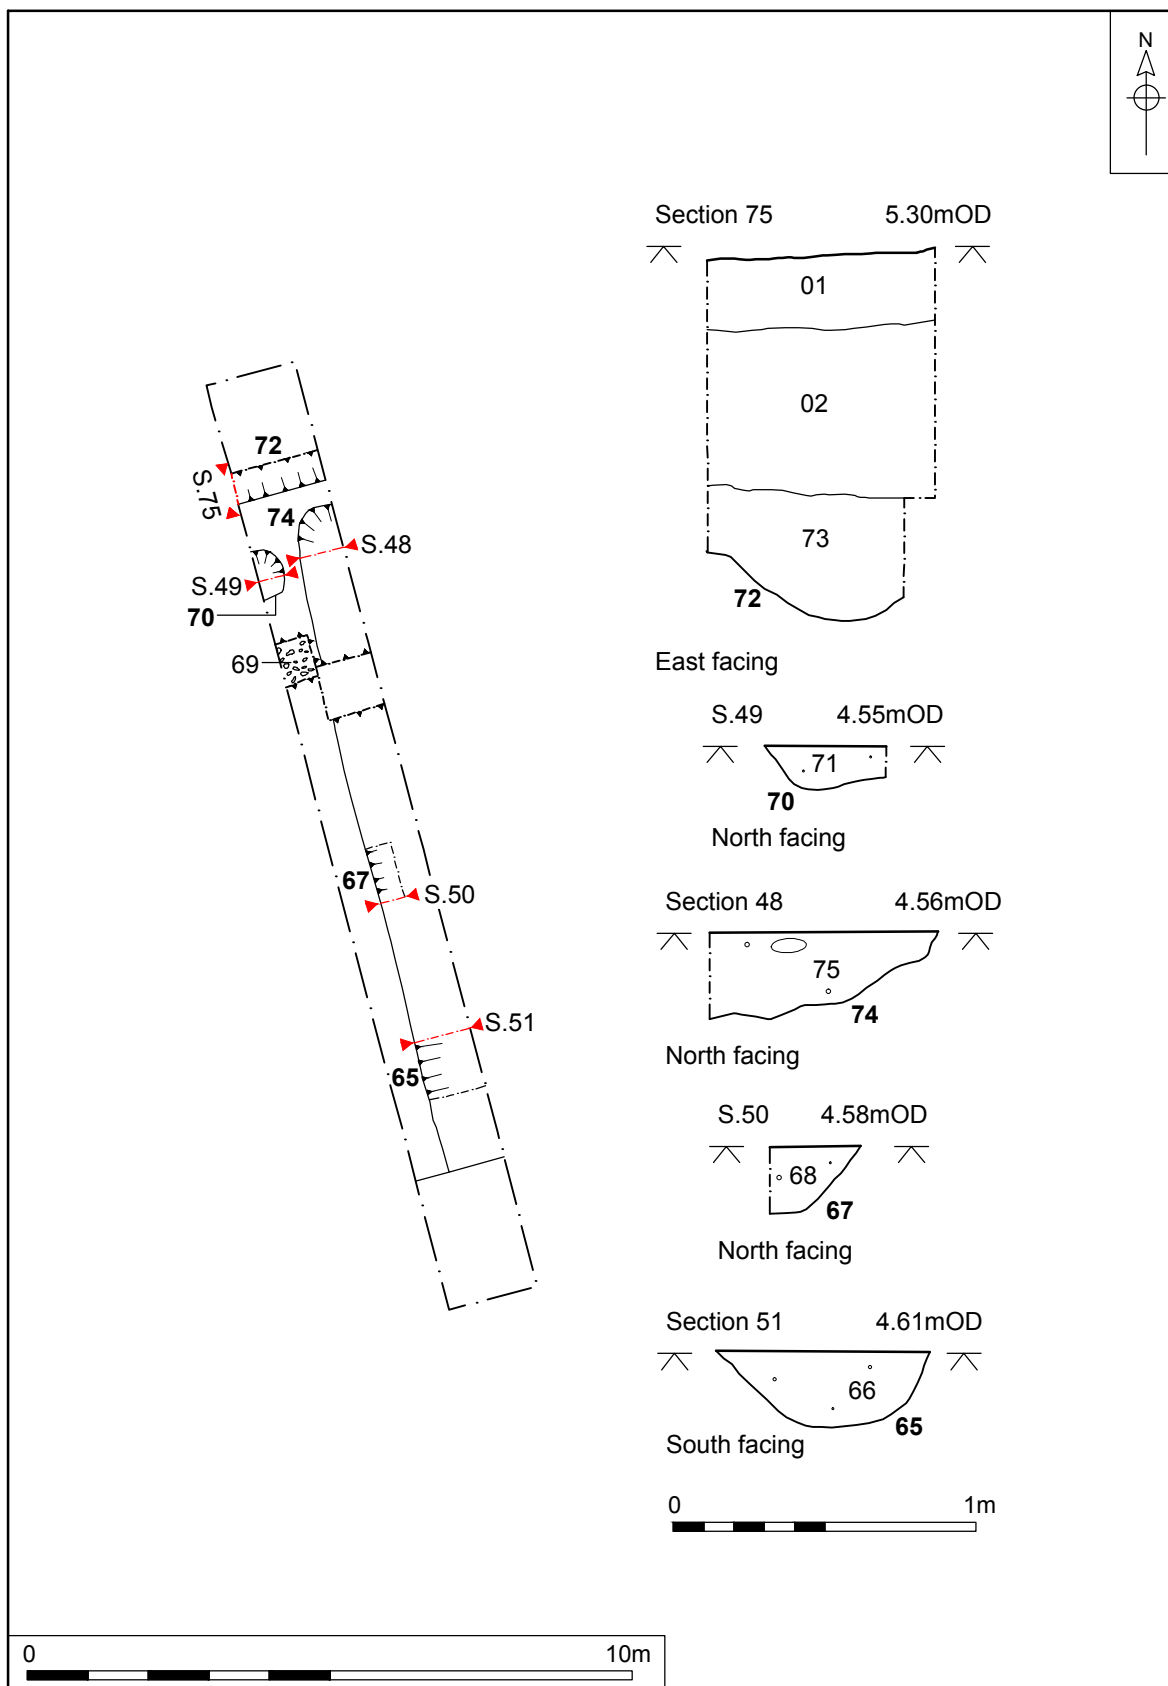 N
Section 75 5.30mOD
01
02
73
72
East facing
S.49 4.55mOD
71
70
North facing
Section 48 4.56mOD
75
74
North facing
S.50 4.58mOD
68
67
North facing
Section 51 4.61mOD
66
65
South facing
0 1m
72
S.75
74
S.48
S.49
70
69
67
S.50
S.51
65
0 10m